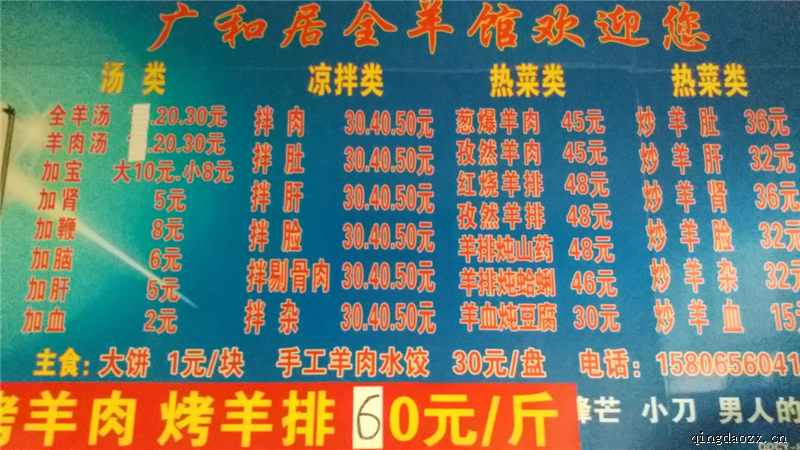 广和居全羊馆欢迎您
汤类 凉拌类 热菜类 热菜类
全羊汤 .20.30元 拌肉 30.40.50元 葱爆羊肉 45元 炒羊肚 36元
羊肉汤 .20.30元 拌肚 30.40.50元 孜然羊肉 45元 炒羊肝 32元
加宝 大10元.小8元 拌肝 30.40.50元 红烧羊排 48元 炒羊肾 36元
加肾 5元 拌脸 30.40.50元 孜然羊排 48元 炒羊脸 32元
加鞭 8元 拌剔骨肉 30.40.50元 羊排炖山药 48元 炒羊杂 32元
加脑 6元 拌杂 30.40.50元 羊排炖蛤蜊 46元 炒羊血 15
加肝 5元 羊血炖豆腐 30元
加血 2元
主食：大饼 1元/块 手工羊肉水饺 30元/盘 电话：1580656041
烤羊肉 烤羊排 60元/斤
锋芒 小刀 男人的
qingdaozz.cn